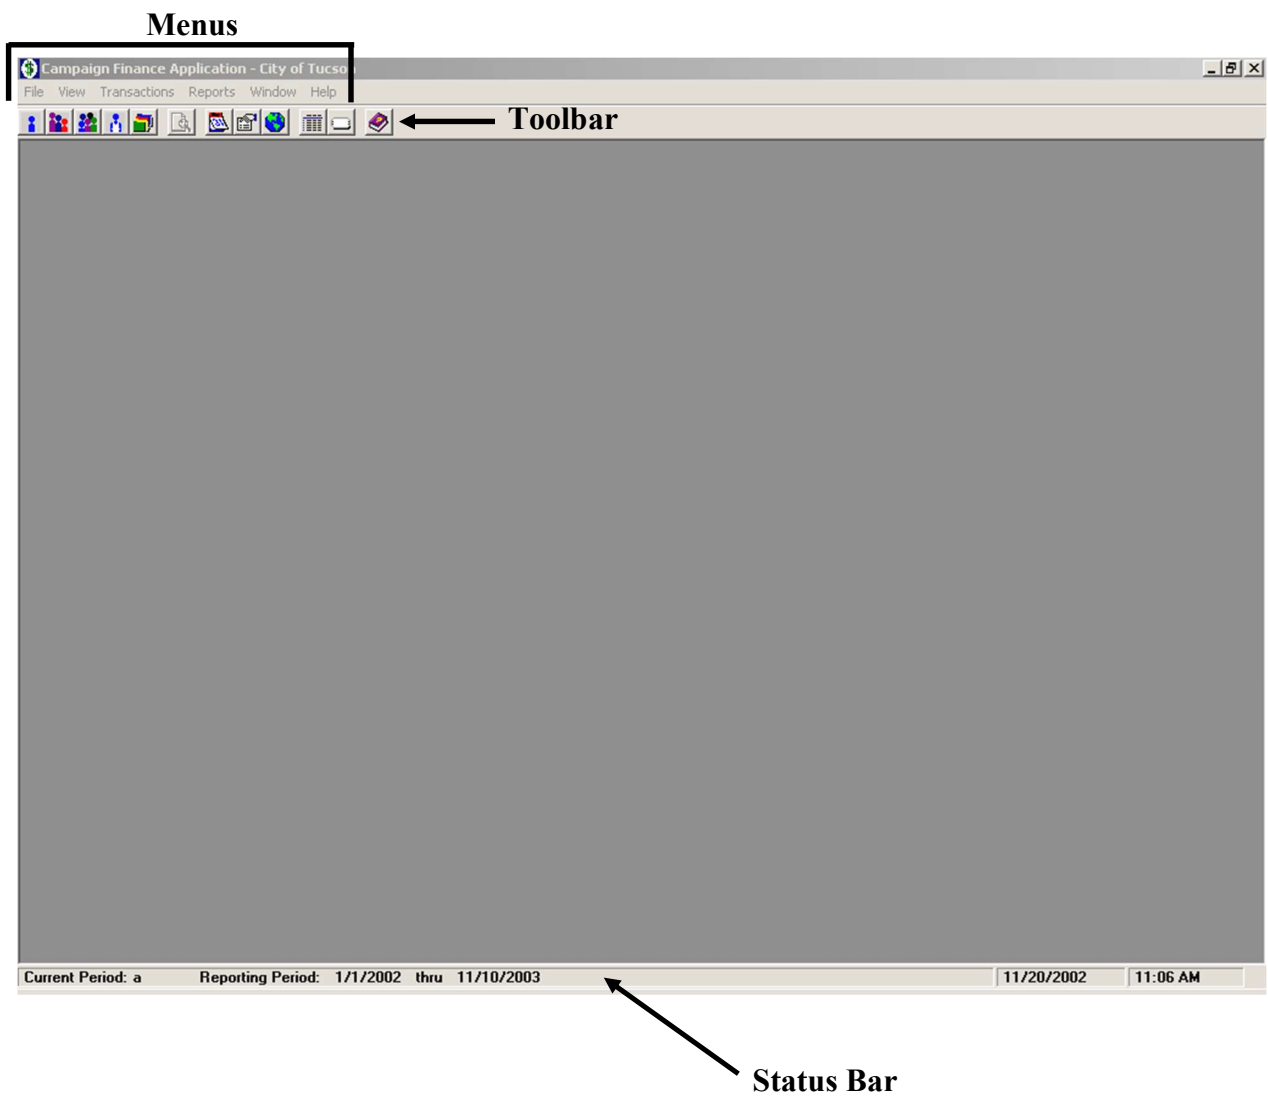 Menus
Campaign Finance Application - City of Tucson
File View Transactions Reports Window Help
Toolbar
Current Period: a Reporting Period: 1/1/2002 thru 11/10/2003 11/20/2002 11:06 AM
Status Bar